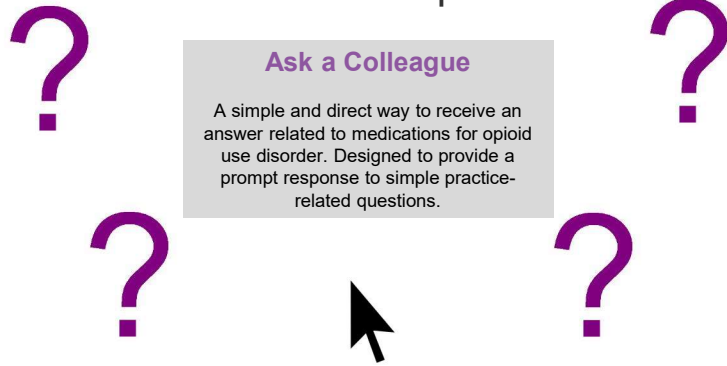 ?
?
Ask a Colleague
A simple and direct way to receive an
answer related to medications for opioid
use disorder. Designed to provide a
prompt response to simple practice-
related questions.
?
?